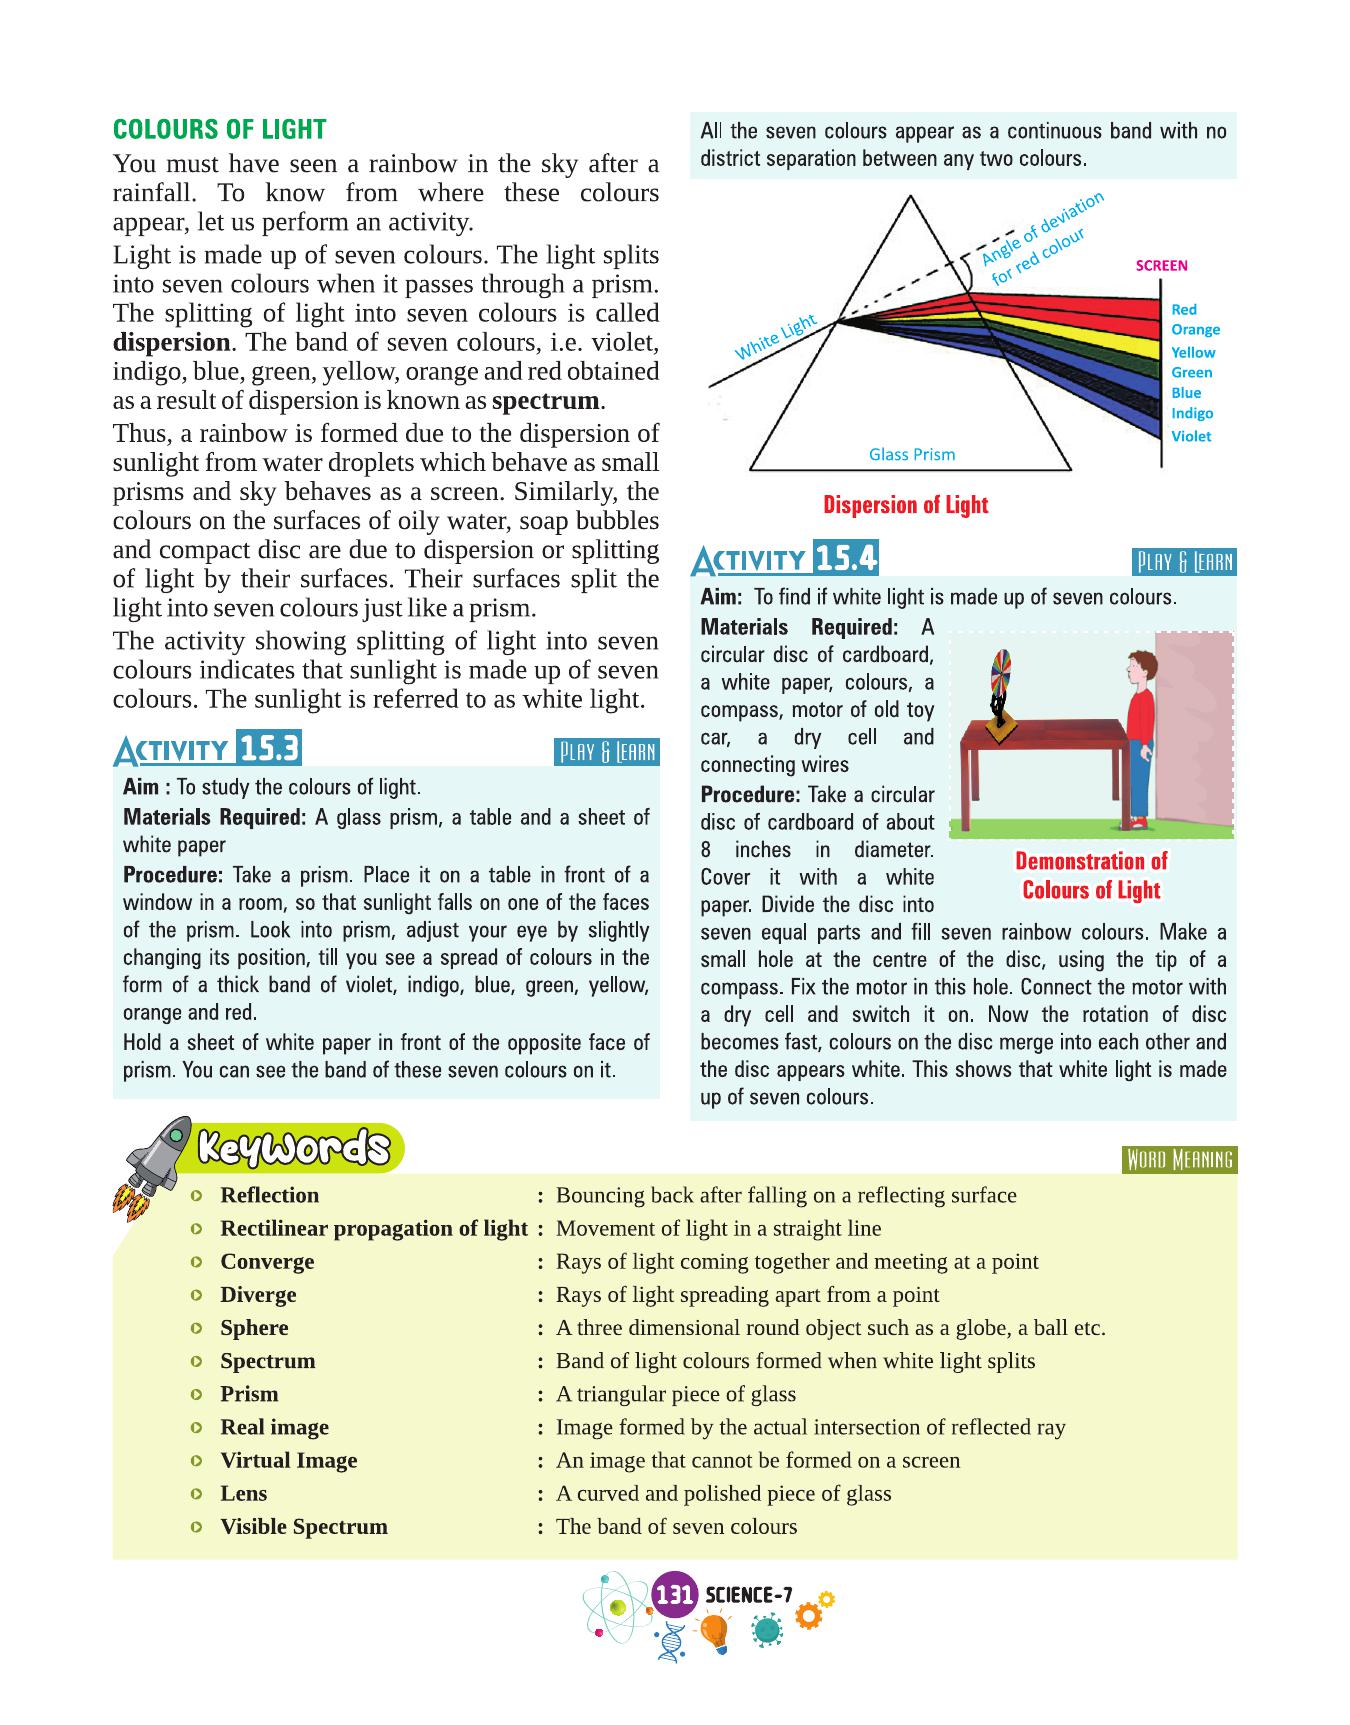 COLOURS OF LIGHT
You must have seen a rainbow in the sky after a
rainfall. To know from where these colours
appear, let us perform an activity.
Light is made up of seven colours. The light splits
into seven colours when it passes through a prism.
The splitting of light into seven colours is called
dispersion. The band of seven colours, i.e. violet,
indigo, blue, green, yellow, orange and red obtained
as a result of dispersion is known as spectrum.
Thus, a rainbow is formed due to the dispersion of
sunlight from water droplets which behave as small
prisms and sky behaves as a screen. Similarly, the
colours on the surfaces of oily water, soap bubbles
and compact disc are due to dispersion or splitting
of light by their surfaces. Their surfaces split the
light into seven colours just like a prism.
The activity showing splitting of light into seven
colours indicates that sunlight is made up of seven
colours. The sunlight is referred to as white light.
ACTIVITY 15.3
PLAY & LEARN
Aim : To study the colours of light.
Materials Required: A glass prism, a table and a sheet of
white paper
Procedure: Take a prism. Place it on a table in front of a
window in a room, so that sunlight falls on one of the faces
of the prism. Look into prism, adjust your eye by slightly
changing its position, till you see a spread of colours in the
form of a thick band of violet, indigo, blue, green, yellow,
orange and red.
Hold a sheet of white paper in front of the opposite face of
prism. You can see the band of these seven colours on it.
All the seven colours appear as a continuous band with no
district separation between any two colours.
Angle of deviation
for red colour
SCREEN
White Light
Red
Orange
Yellow
Green
Blue
Indigo
Violet
Glass Prism
Dispersion of Light
ACTIVITY 15.4
PLAY & LEARN
Aim: To find if white light is made up of seven colours.
Materials Required: A
circular disc of cardboard,
a white paper, colours, a
compass, motor of old toy
car, a dry cell and
connecting wires
Procedure: Take a circular
disc of cardboard of about
8 inches in diameter.
Cover it with a white
paper. Divide the disc into
Demonstration of
Colours of Light
seven equal parts and fill seven rainbow colours. Make a
small hole at the centre of the disc, using the tip of a
compass. Fix the motor in this hole. Connect the motor with
a dry cell and switch it on. Now the rotation of disc
becomes fast, colours on the disc merge into each other and
the disc appears white. This shows that white light is made
up of seven colours.
Keywords
WORD MEANING
Reflection : Bouncing back after falling on a reflecting surface
Rectilinear propagation of light : Movement of light in a straight line
Converge : Rays of light coming together and meeting at a point
Diverge : Rays of light spreading apart from a point
Sphere : A three dimensional round object such as a globe, a ball etc.
Spectrum : Band of light colours formed when white light splits
Prism : A triangular piece of glass
Real image : Image formed by the actual intersection of reflected ray
Virtual Image : An image that cannot be formed on a screen
Lens : A curved and polished piece of glass
Visible Spectrum : The band of seven colours
131 SCIENCE-7